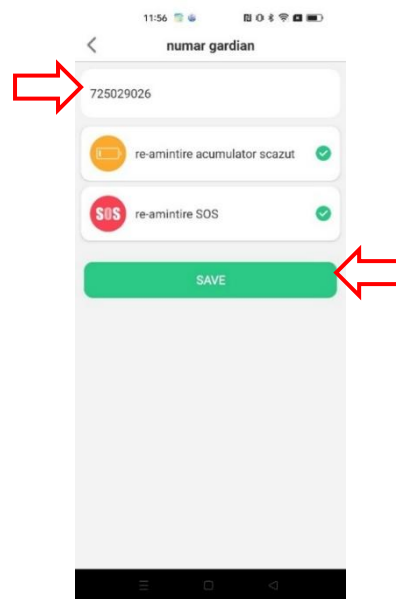 11:56
numar gardian
725029026
re-amintire acumulator scazut
SOS re-amintire SOS
SAVE